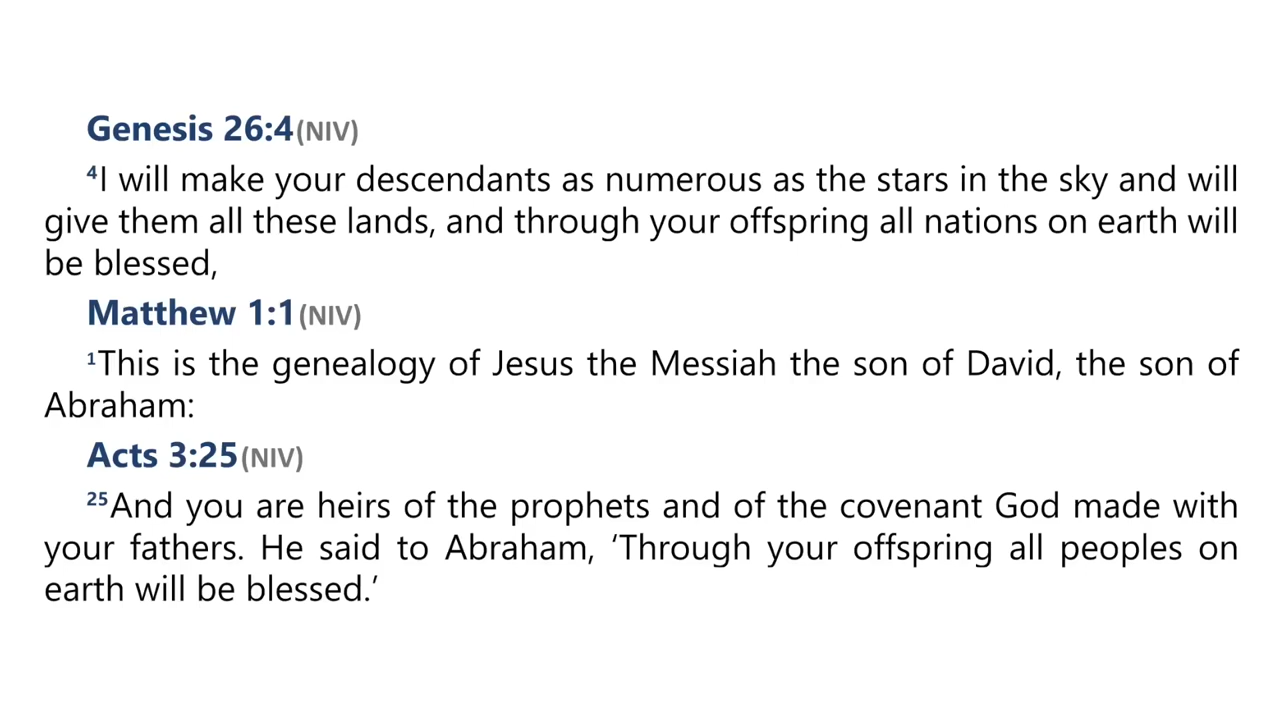 Genesis 26:4(NIV)
4I will make your descendants as numerous as the stars in the sky and will
give them all these lands, and through your offspring all nations on earth will
be blessed,
Matthew 1:1(NIV)
1This is the genealogy of Jesus the Messiah the son of David, the son of
Abraham:
Acts 3:25(NIV)
25And you are heirs of the prophets and of the covenant God made with
your fathers. He said to Abraham, ‘Through your offspring all peoples on
earth will be blessed.’